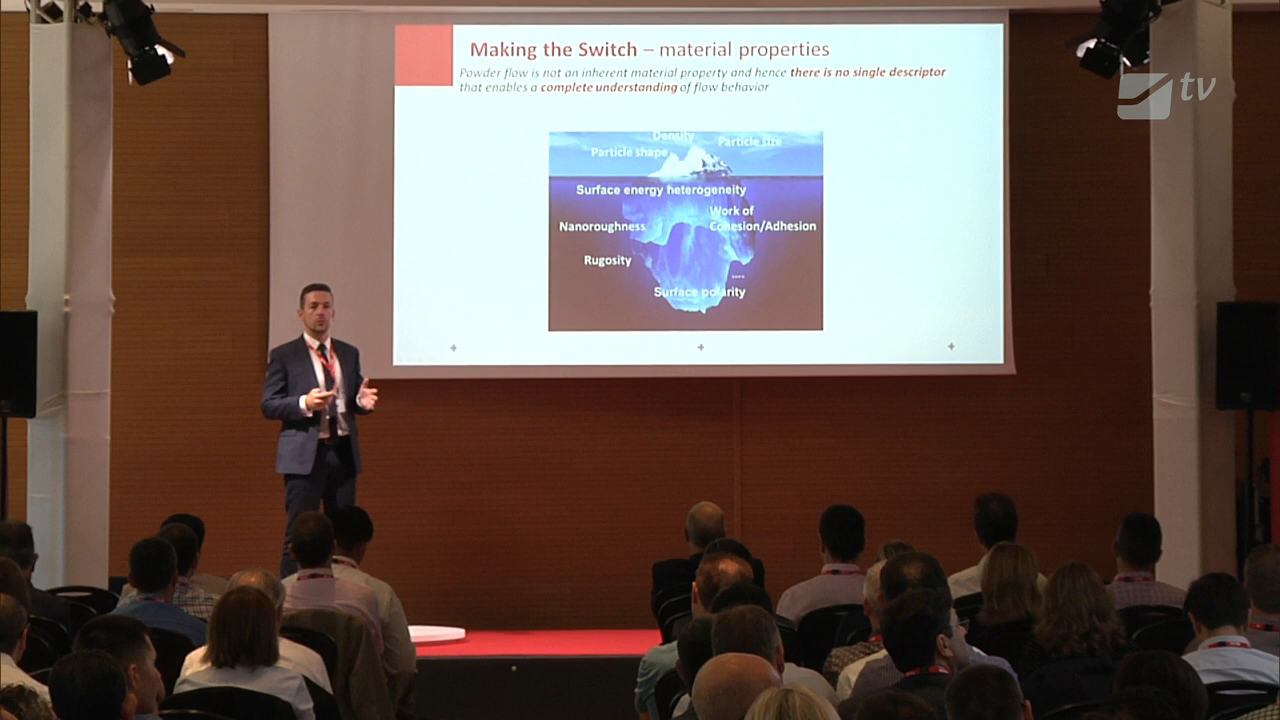 Making the Switch – material properties
Powder flow is not an inherent material property and hence there is no single descriptor
that enables a complete understanding of flow behavior
Density
Particle size
Particle shape
Surface energy heterogeneity
Work of
Cohesion/Adhesion
Nanoroughness
Rugosity
....
Surface polarity
tv